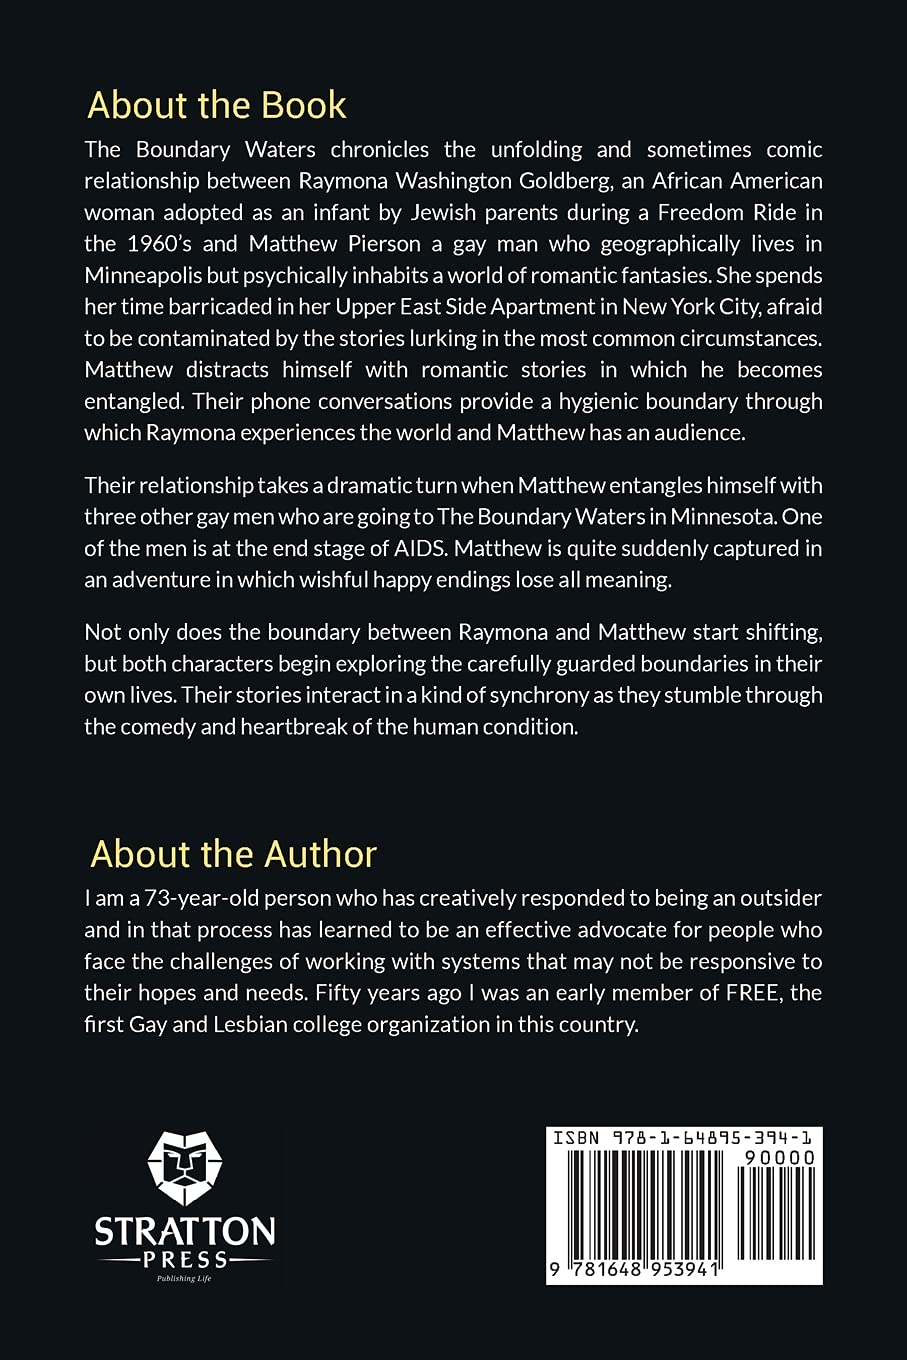 About the Book
The Boundary Waters chronicles the unfolding and sometimes comic
relationship between Raymona Washington Goldberg, an African American
woman adopted as an infant by Jewish parents during a Freedom Ride in
the 1960's and Matthew Pierson a gay man who geographically lives in
Minneapolis but psychically inhabits a world of romantic fantasies. She spends
her time barricaded in her Upper East Side Apartment in New York City, afraid
to be contaminated by the stories lurking in the most common circumstances.
Matthew distracts himself with romantic stories in which he becomes
entangled. Their phone conversations provide a hygienic boundary through
which Raymona experiences the world and Matthew has an audience.
Their relationship takes a dramatic turn when Matthew entangles himself with
three other gay men who are going to The Boundary Waters in Minnesota. One
of the men is at the end stage of AIDS. Matthew is quite suddenly captured in
an adventure in which wishful happy endings lose all meaning.
Not only does the boundary between Raymona and Matthew start shifting,
but both characters begin exploring the carefully guarded boundaries in their
own lives. Their stories interact in a kind of synchrony as they stumble through
the comedy and heartbreak of the human condition.
About the Author
I am a 73-year-old person who has creatively responded to being an outsider
and in that process has learned to be an effective advocate for people who
face the challenges of working with systems that may not be responsive to
their hopes and needs. Fifty years ago I was an early member of FREE, the
first Gay and Lesbian college organization in this country.
STRATTON
PRESS
Publishing Life
ISBN 978-1-64895-394-1
90000
9 781648 953941